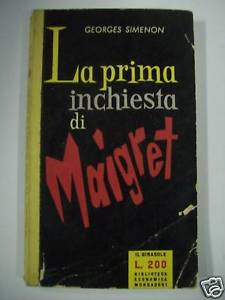 GEORGES SIMENON
La prima
inchiesta
di
Maigret
IL GIRASOLE
L. 200
BIBLIOTECA
ECONOMICA
MONDADORI